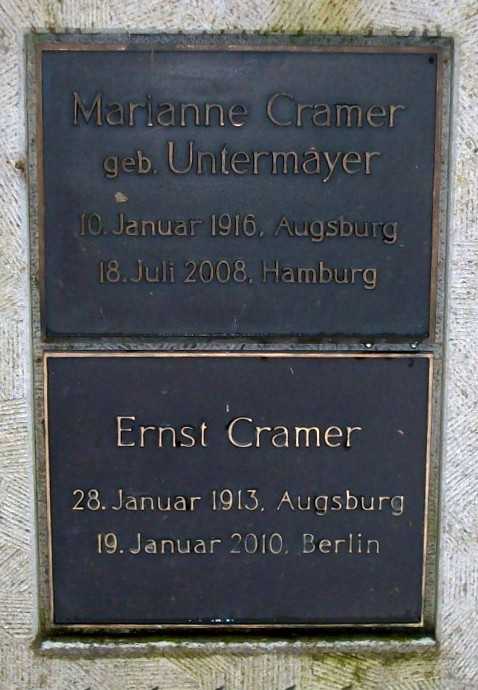 Marianne Cramer
geb. Untermayer
10. Januar 1916, Augsburg
18. Juli 2008, Hamburg
Ernst Cramer
28. Januar 1913, Augsburg
19. Januar 2010, Berlin